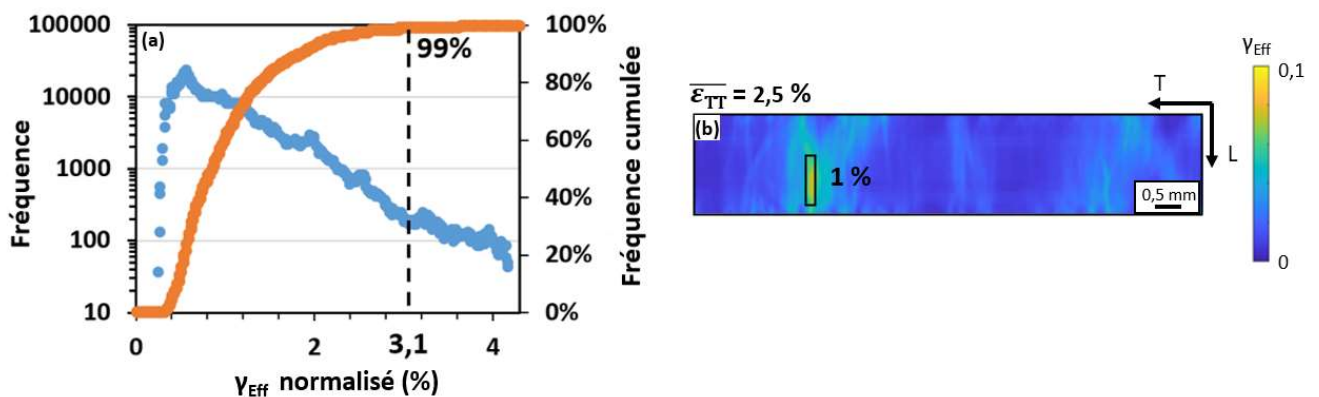 (a)
100000
10000
1000
100
10
Fréquence
100%
80%
60%
40%
20%
0%
Fréquence cumulée
99%
0
2
3,1
4
γEff normalisé (%)
γEff
0,1
0
ε̅T̅T̅ = 2,5 %
(b)
T
L
1 %
0,5 mm